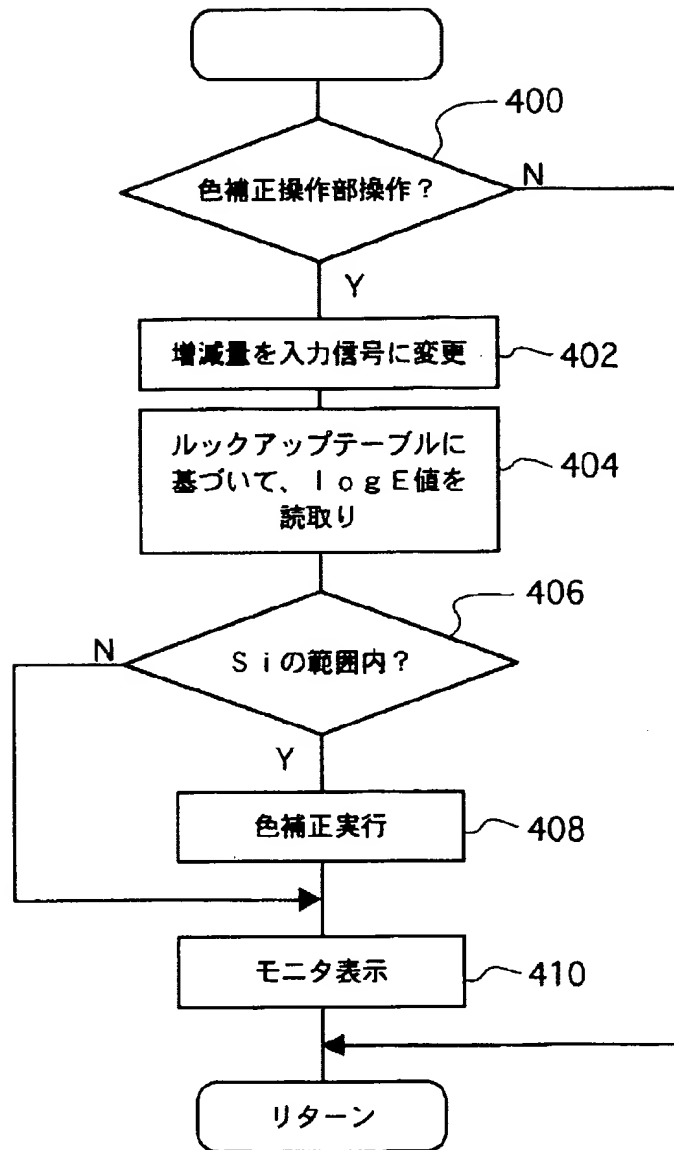 400
色補正操作部操作？
N
Y
増減量を入力信号に変更
402
ルックアップテーブルに
基づいて、ｌｏｇＥ値を
読取り
404
406
N
Ｓｉの範囲内？
Y
色補正実行
408
モニタ表示
410
リターン